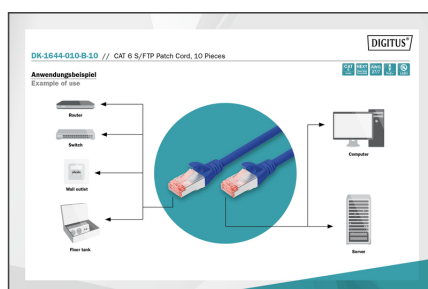 DIGITUS®
DK-1644-010-B-10 // CAT 6 S/FTP Patch Cord, 10 Pieces
Anwendungsbeispiel
Example of use
Router
Switch
Wall outlet
Floor tank
Computer
Server